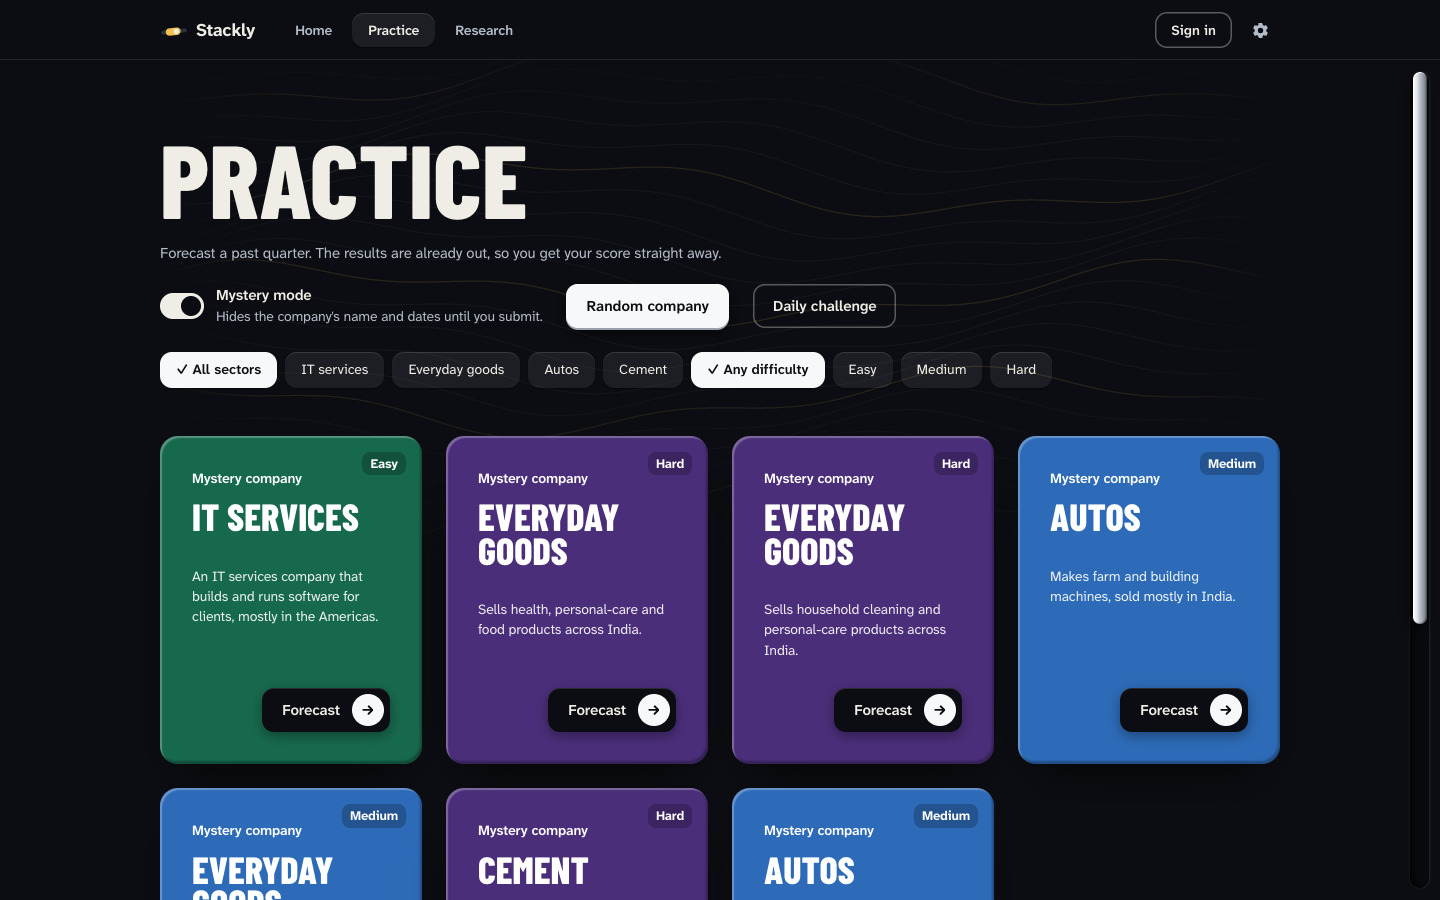 Stackly
Home
Practice
Research
Sign in
PRACTICE
Forecast a past quarter. The results are already out, so you get your score straight away.
Mystery mode
Hides the company's name and dates until you submit.
Random company
Daily challenge
✓ All sectors
IT services
Everyday goods
Autos
Cement
✓ Any difficulty
Easy
Medium
Hard
Easy
Mystery company
IT SERVICES
An IT services company that
builds and runs software for
clients, mostly in the Americas.
Forecast
Hard
Mystery company
EVERYDAY
GOODS
Sells health, personal-care and
food products across India.
Forecast
Hard
Mystery company
EVERYDAY
GOODS
Sells household cleaning and
personal-care products across
India.
Forecast
Medium
Mystery company
AUTOS
Makes farm and building
machines, sold mostly in India.
Forecast
Medium
Mystery company
EVERYDAY
GOODS
Hard
Mystery company
CEMENT
Medium
Mystery company
AUTOS